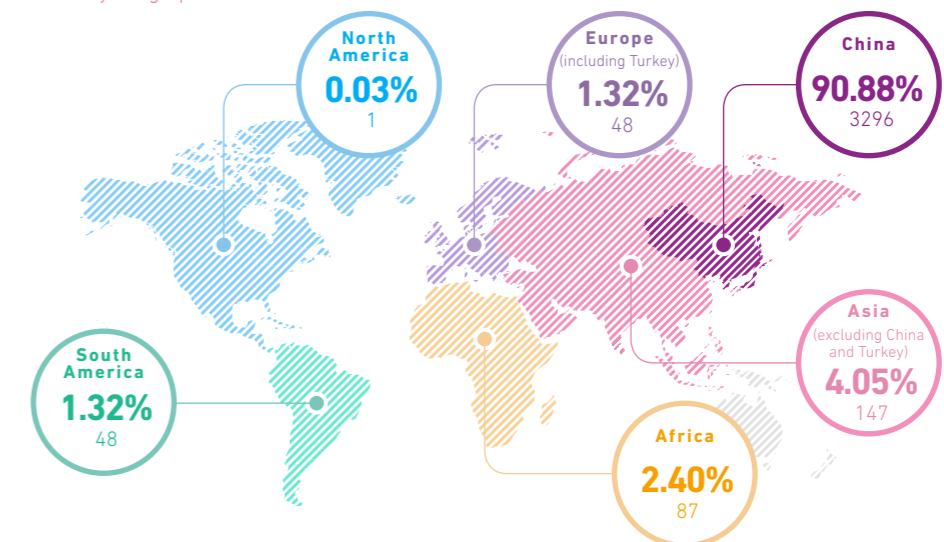 North
America
0.03%
1
Europe
(including Turkey)
1.32%
48
China
90.88%
3296
South
America
1.32%
48
Asia
(excluding China
and Turkey)
4.05%
147
Africa
2.40%
87